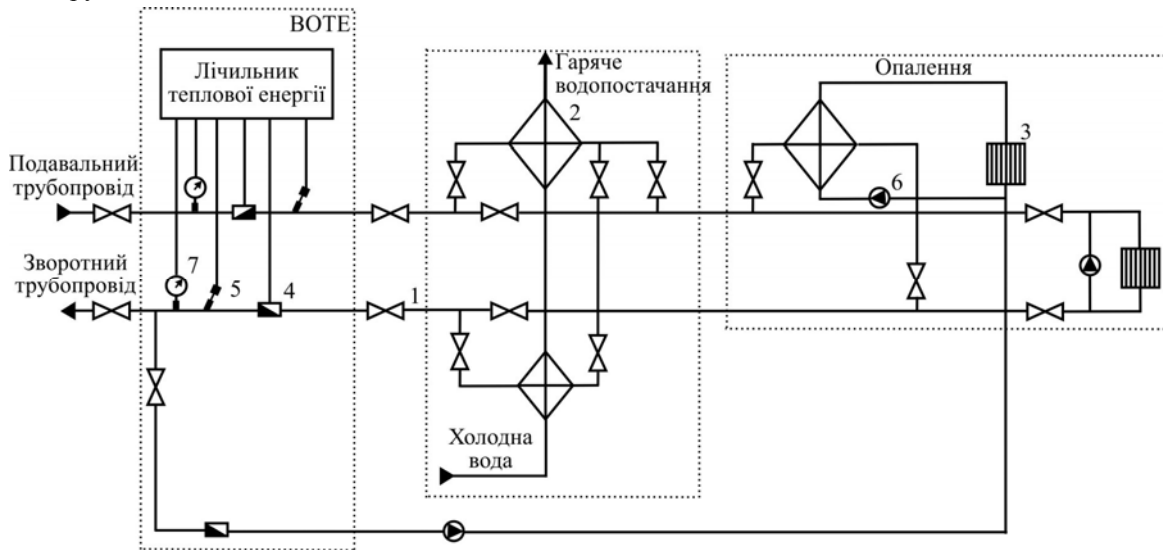 ВОТЕ
Лічильник
теплової енергії
Гаряче
водопостачання
2
Опалення
3
Подавальний
трубопровід
6
Зворотний
трубопровід
7
5
4
1
Холодна
вода